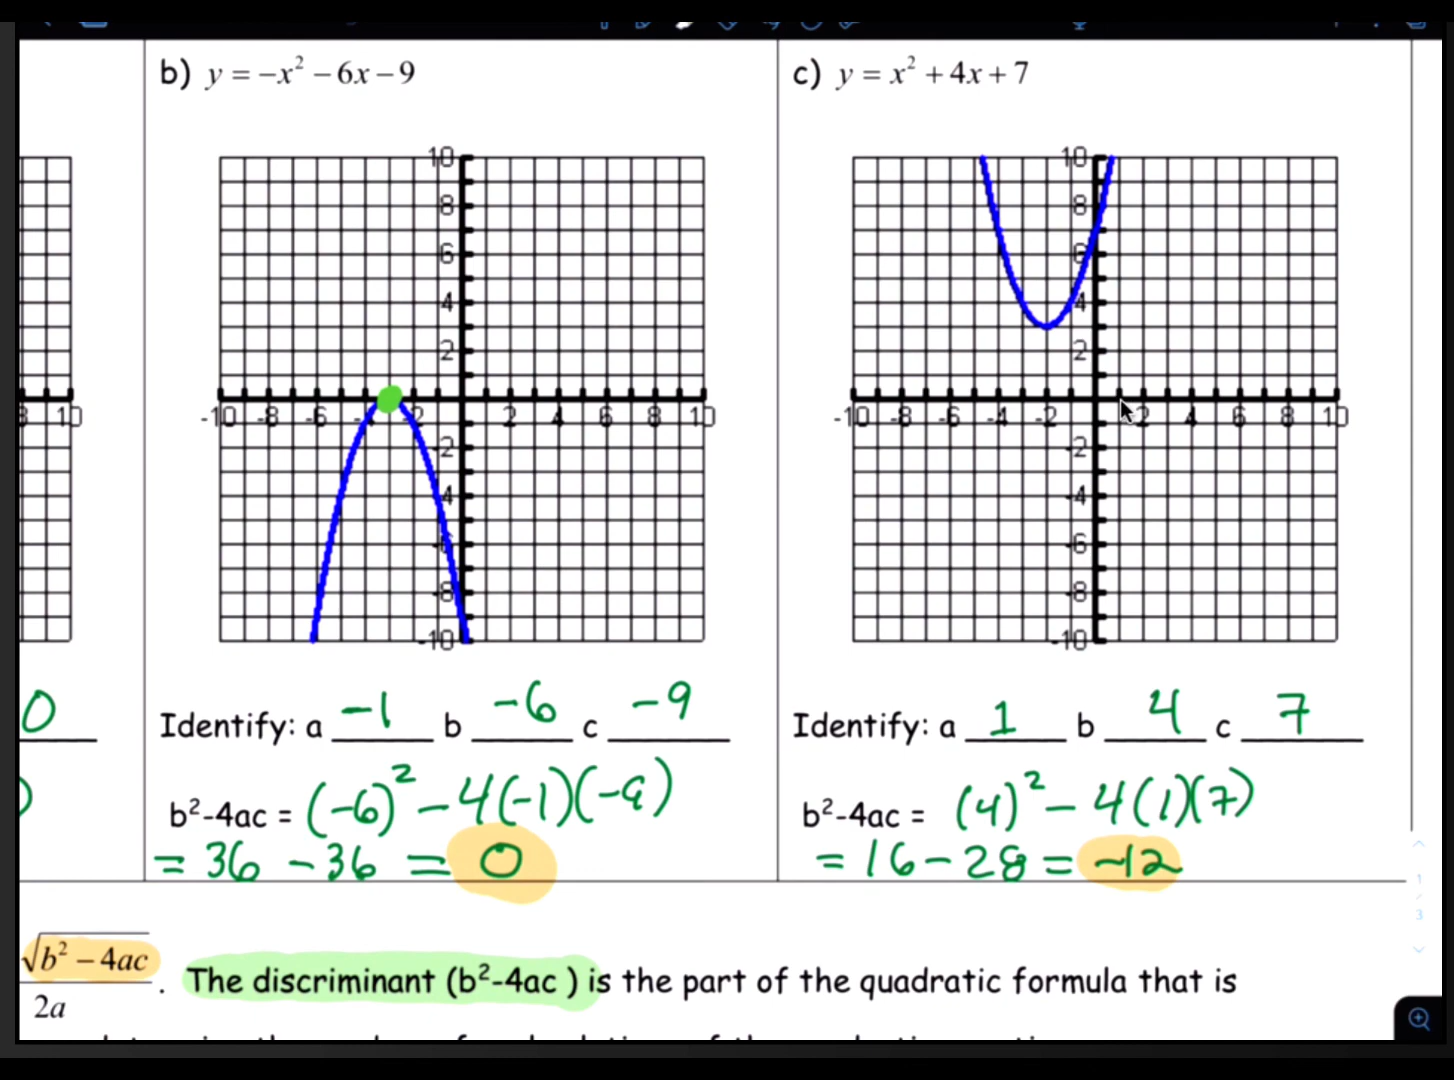 b) y = −x² − 6x − 9
c) y = x² + 4x + 7
10
8
6
4
2
-10 -8 -6 -4 -2 2 4 6 8 10
-2
-4
-6
-8
-10
10
8
6
4
2
-10 -8 -6 -4 -2 2 4 6 8 10
-2
-4
-6
-8
-10
8 10
0
Identify: a -1 b -6 c -9
b²-4ac = (-6)² - 4(-1)(-9)
= 36 - 36 = 0
Identify: a 1 b 4 c 7
b²-4ac = (4)² - 4(1)(7)
= 16 - 28 = -12
√b² − 4ac
2a
. The discriminant (b²-4ac ) is the part of the quadratic formula that is
1
3